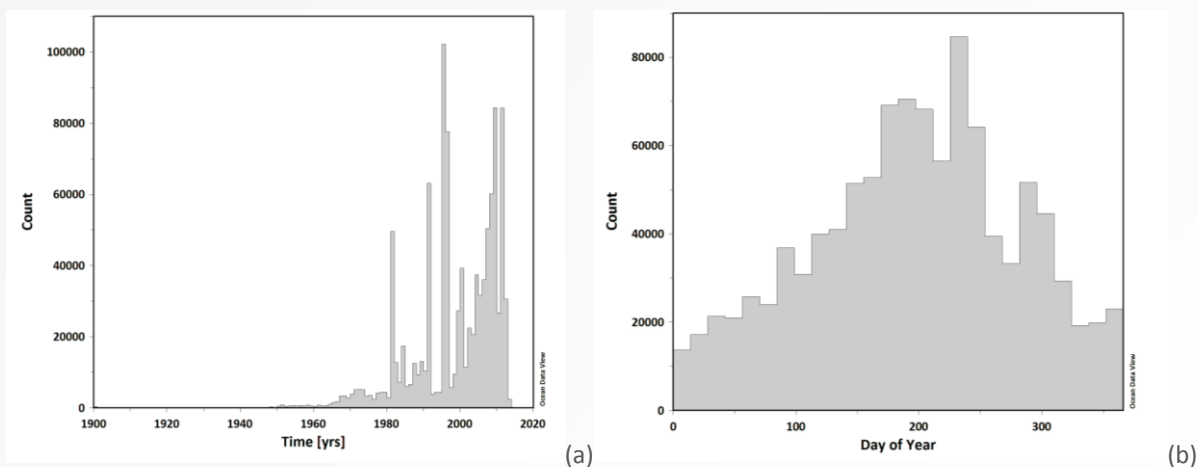 100000
80000
60000
40000
20000
0
Count
1900
1920
1940
1960
1980
2000
2020
Time [yrs]
Ocean Data View
(a)
80000
60000
40000
20000
0
Count
0
100
200
300
Day of Year
Ocean Data View
(b)